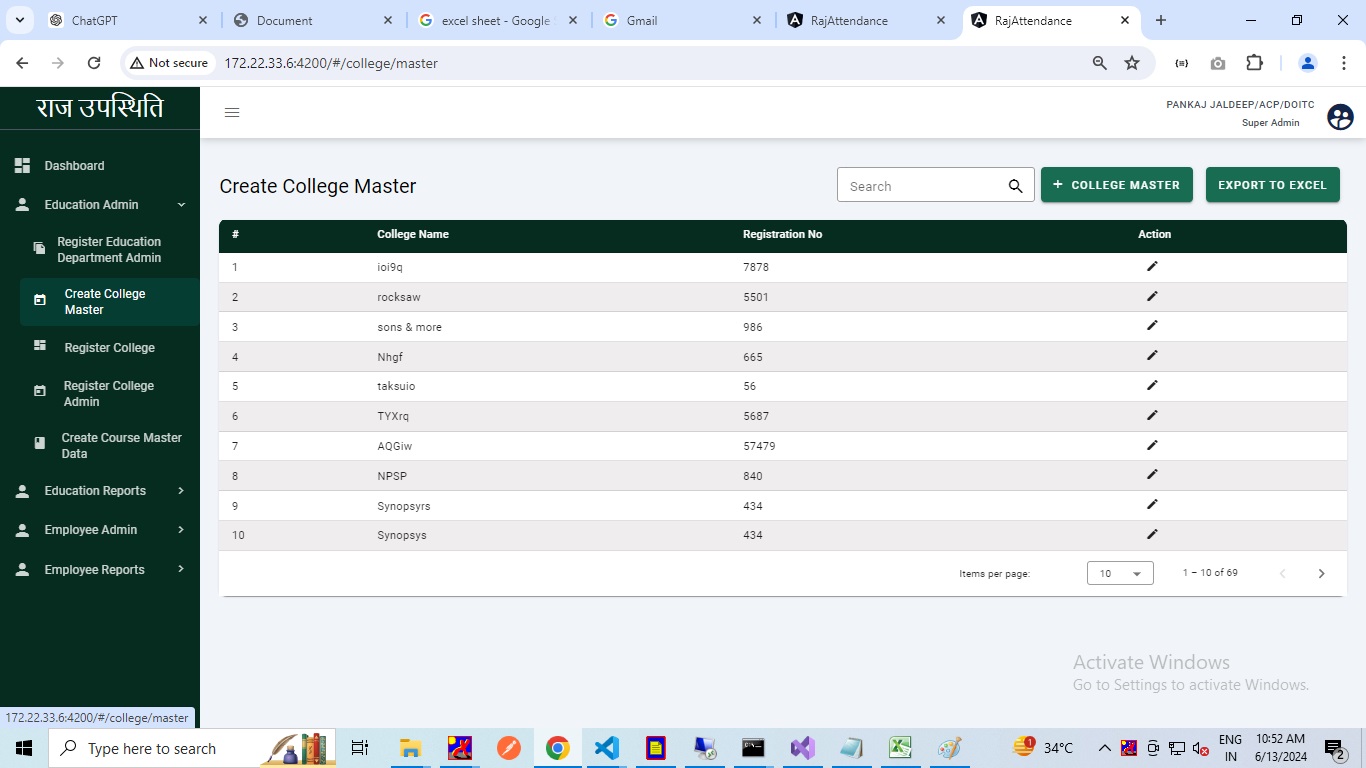 ChatGPT
Document
excel sheet - Google
Gmail
RajAttendance
RajAttendance
Not secure
172.22.33.6:4200/#/college/master
राज उपस्थिति
PANKAJ JALDEEP/ACP/DOITC
Super Admin
Dashboard
Education Admin
Register Education
Department Admin
Create College
Master
Register College
Register College
Admin
Create Course Master
Data
Education Reports
Employee Admin
Employee Reports
172.22.33.6:4200/#/college/master
Create College Master
Search
+ COLLEGE MASTER
EXPORT TO EXCEL
# College Name Registration No Action
1 ioi9q 7878
2 rocksaw 5501
3 sons & more 986
4 Nhgf 665
5 taksuio 56
6 TYXrq 5687
7 AQGiw 57479
8 NPSP 840
9 Synopsyrs 434
10 Synopsys 434
Items per page: 10 1 – 10 of 69
Activate Windows
Go to Settings to activate Windows.
Type here to search
1
34°C
ENG
IN
10:52 AM
6/13/2024
2